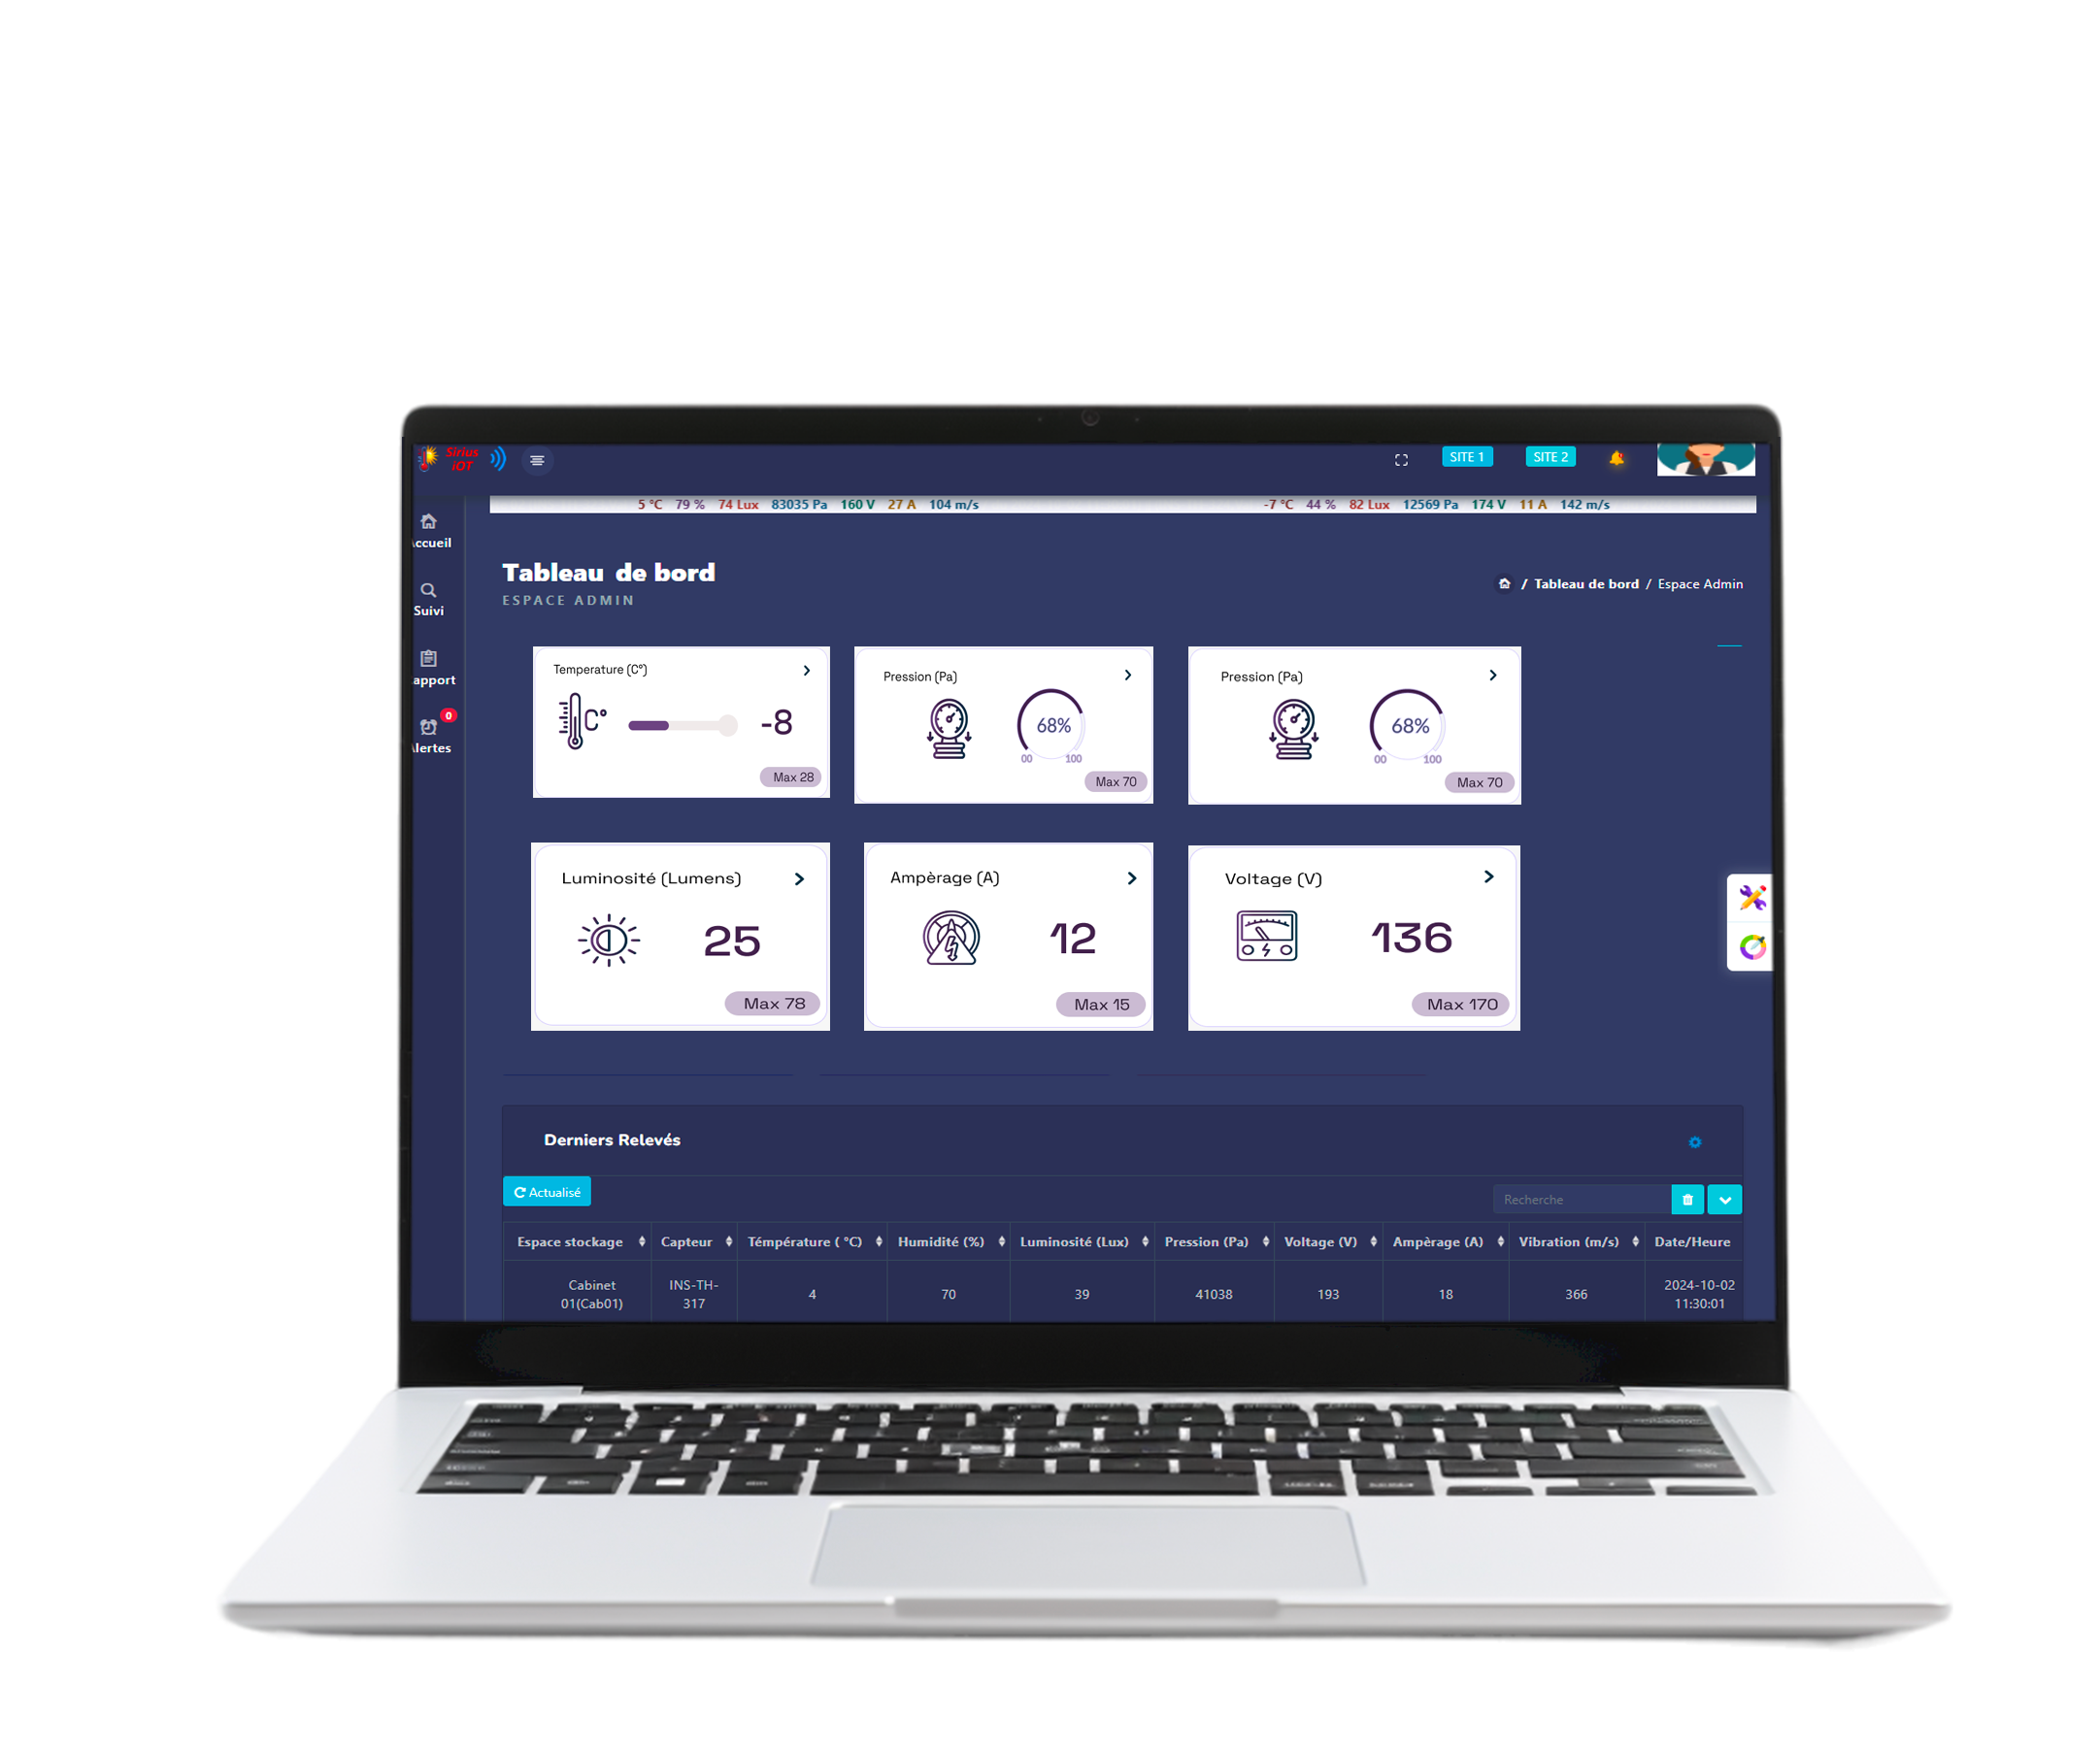 Sirius
iOT
SITE 1
SITE 2
5 °C 79 % 74 Lux 83035 Pa 160 V 27 A 104 m/s
-7 °C 44 % 82 Lux 12569 Pa 174 V 11 A 142 m/s
ccueil
Suivi
apport
0
lertes
Tableau de bord
ESPACE ADMIN
/ Tableau de bord / Espace Admin
Temperature (C°)
C°
-8
Max 28
Pression (Pa)
68%
00 100
Max 70
Pression (Pa)
68%
00 100
Max 70
Luminosité (Lumens)
25
Max 78
Ampèrage (A)
12
Max 15
Voltage (V)
136
Max 170
Derniers Relevés
Actualisé
Recherche
Espace stockage Capteur Témpérature ( °C) Humidité (%) Luminosité (Lux) Pression (Pa) Voltage (V) Ampèrage (A) Vibration (m/s) Date/Heure
Cabinet 01(Cab01) INS-TH-317 4 70 39 41038 193 18 366 2024-10-02 11:30:01